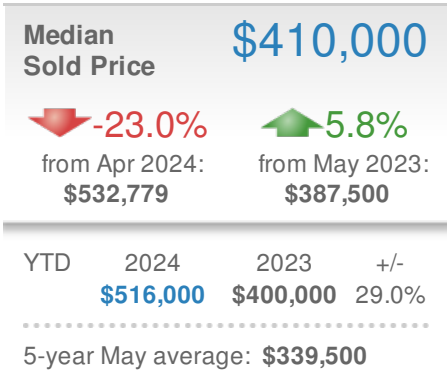 Median $410,000
Sold Price
-23.0% 5.8%
from Apr 2024: from May 2023:
$532,779 $387,500
YTD 2024 2023 +/-
$516,000 $400,000 29.0%
5-year May average: $339,500